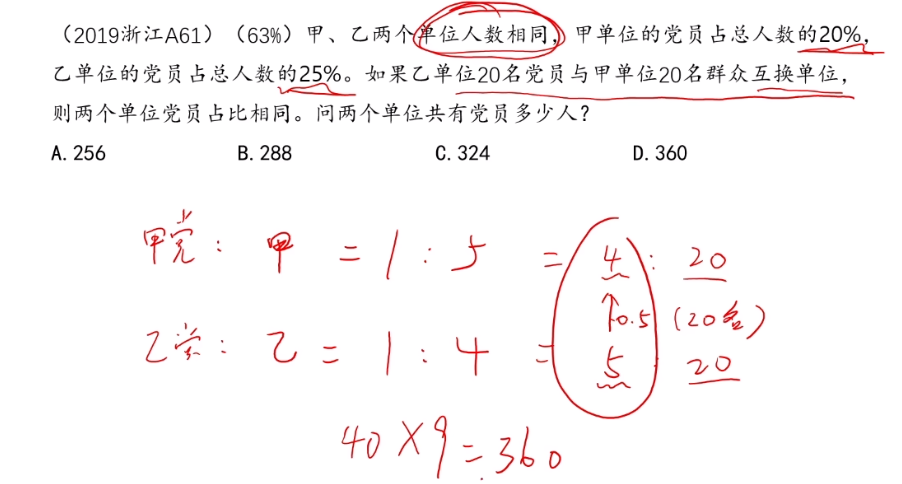 （2019浙江A61）（63%）甲、乙两个单位人数相同，甲单位的党员占总人数的20%，
乙单位的党员占总人数的25%。如果乙单位20名党员与甲单位20名群众互换单位，
则两个单位党员占比相同。问两个单位共有党员多少人？
A. 256 B. 288 C. 324 D. 360
甲党：甲 = 1 : 5 = 4 : 20
↑0.5 (20名)
乙党：乙 = 1 : 4 = 5 20
40×9=360